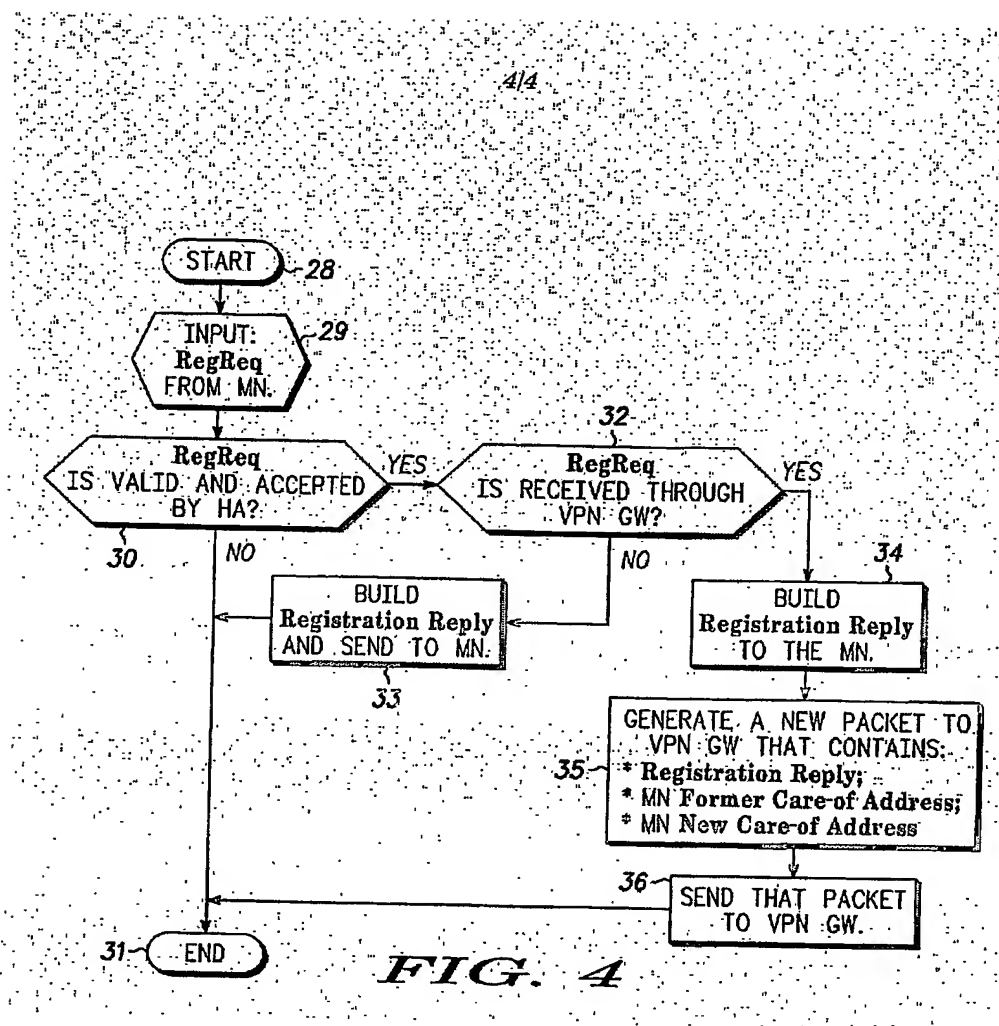 4/4
START
28
INPUT:
RegReq
FROM MN.
29
RegReq
IS VALID AND ACCEPTED
BY HA?
30
YES
NO
32
RegReq
IS RECEIVED THROUGH
VPN GW?
YES
NO
BUILD
Registration Reply
AND SEND TO MN.
33
34
BUILD
Registration Reply
TO THE MN.
GENERATE A NEW PACKET TO
VPN GW THAT CONTAINS:
* Registration Reply;
* MN Former Care-of Address;
* MN New Care-of Address
35
36
SEND THAT PACKET
TO VPN GW.
31
END
FIG. 4